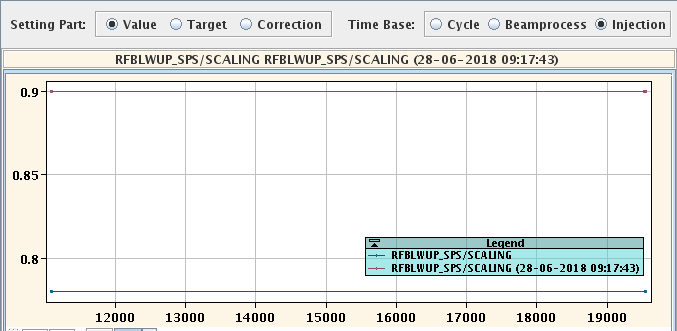 Setting Part: Value Target Correction Time Base: Cycle Beamprocess Injection
RFBLWUP_SPS/SCALING RFBLWUP_SPS/SCALING (28-06-2018 09:17:43)
0.9
0.85
0.8
Legend
RFBLWUP_SPS/SCALING
RFBLWUP_SPS/SCALING (28-06-2018 09:17:43)
12000 13000 14000 15000 16000 17000 18000 19000